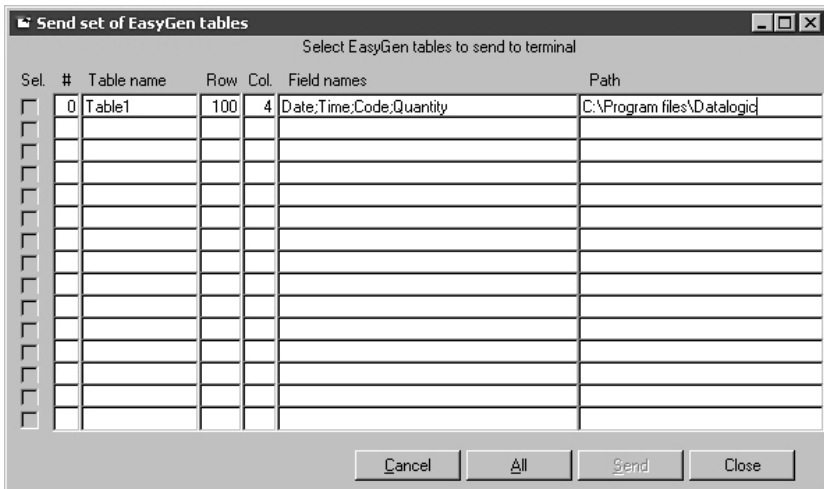 Send set of EasyGen tables
Select EasyGen tables to send to terminal
Sel. # Table name Row Col. Field names Path
0 Table1 100 4 Date;Time;Code;Quantity C:\Program files\Datalogic
Cancel All Send Close